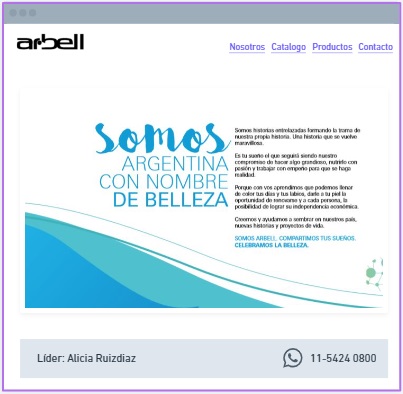 arbell
Nosotros Catalogo Productos Contacto
Somos
ARGENTINA
CON NOMBRE
DE BELLEZA
Somos historias entrelazadas formando la trama de
nuestra propia historia. Una historia que se vuelve
maravillosa.
Es tu sueño el que seguirá siendo nuestro
compromiso de hacer algo grandioso, nutrirlo con
pasión y trabajar con empeño para que se haga
realidad.
Porque con vos aprendimos que podemos llenar
de color tus días y tus labios, darle a tu piel la
oportunidad de renovarse y a cada persona, la
posibilidad de lograr su independencia económica.
Creemos y ayudamos a sembrar en nuestros país,
nuevas historias y proyectos de vida.
SOMOS ARBELL. COMPARTIMOS TUS SUEÑOS.
CELEBRAMOS LA BELLEZA.
Líder: Alicia Ruizdiaz
11-5424 0800